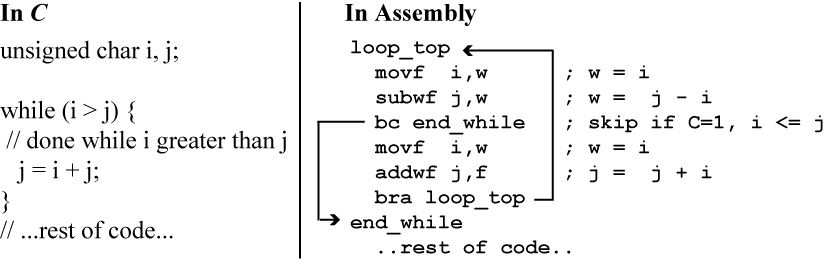 In C
unsigned char i, j;
while (i > j) {
// done while i greater than j
j = i + j;
}
// ...rest of code...
In Assembly
loop_top
movf i,w ; w = i
subwf j,w ; w = j - i
bc end_while ; skip if C=1, i <= j
movf i,w ; w = i
addwf j,f ; j = j + i
bra loop_top
end_while
..rest of code..